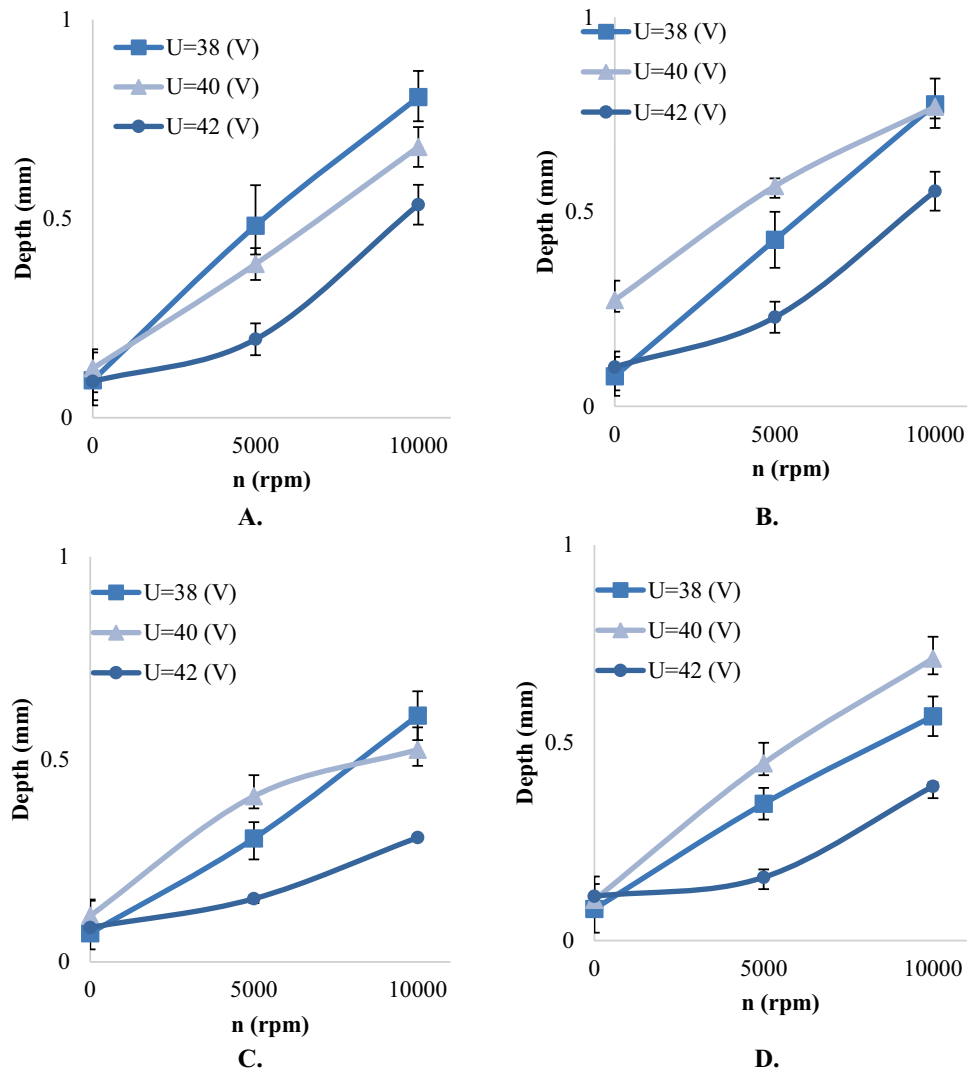 1
U=38 (V)
U=40 (V)
U=42 (V)
Depth (mm)
0.5
0
0
5000
10000
n (rpm)
A.
1
U=38 (V)
U=40 (V)
U=42 (V)
Depth (mm)
0.5
0
0
5000
10000
n (rpm)
B.
1
U=38 (V)
U=40 (V)
U=42 (V)
Depth (mm)
0.5
0
0
5000
10000
n (rpm)
C.
1
U=38 (V)
U=40 (V)
U=42 (V)
Depth (mm)
0.5
0
0
5000
10000
n (rpm)
D.